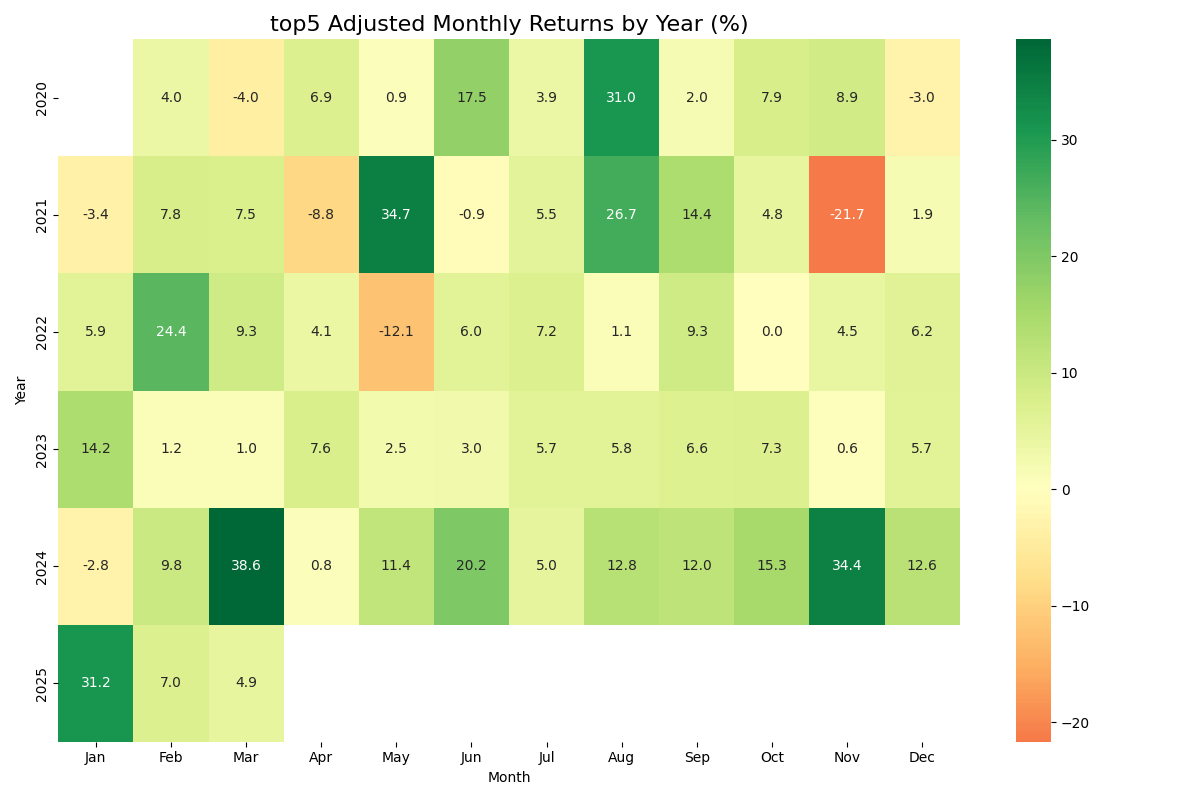 top5 Adjusted Monthly Returns by Year (%)
2020 4.0 -4.0 6.9 0.9 17.5 3.9 31.0 2.0 7.9 8.9 -3.0
2021 -3.4 7.8 7.5 -8.8 34.7 -0.9 5.5 26.7 14.4 4.8 -21.7 1.9
2022 5.9 24.4 9.3 4.1 -12.1 6.0 7.2 1.1 9.3 0.0 4.5 6.2
2023 14.2 1.2 1.0 7.6 2.5 3.0 5.7 5.8 6.6 7.3 0.6 5.7
2024 -2.8 9.8 38.6 0.8 11.4 20.2 5.0 12.8 12.0 15.3 34.4 12.6
2025 31.2 7.0 4.9
Year
Jan Feb Mar Apr May Jun Jul Aug Sep Oct Nov Dec
Month
30
20
10
0
−10
−20